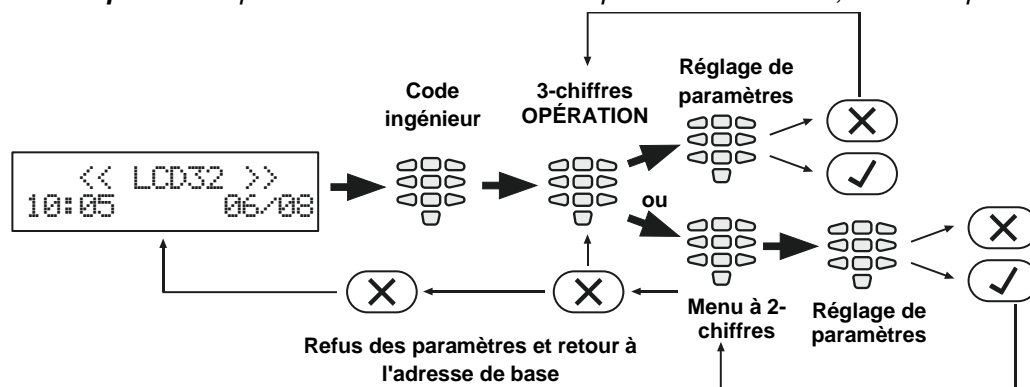 Code
ingénieur
3-chiffres
OPÉRATION
Réglage de
paramètres
<< LCD32 >>
10:05 06/08
ou
Menu à 2-
chiffres
Réglage de
paramètres
Refus des paramètres et retour à
l'adresse de base